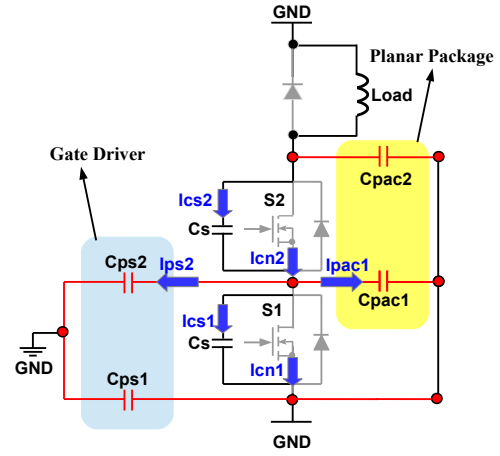 GND
Planar Package
Load
Gate Driver
Cpac2
Ics2
S2
Cs
Cps2
Ips2
Icn2
Ipac1
Cpac1
Ics1
S1
Cs
GND
Cps1
Icn1
GND